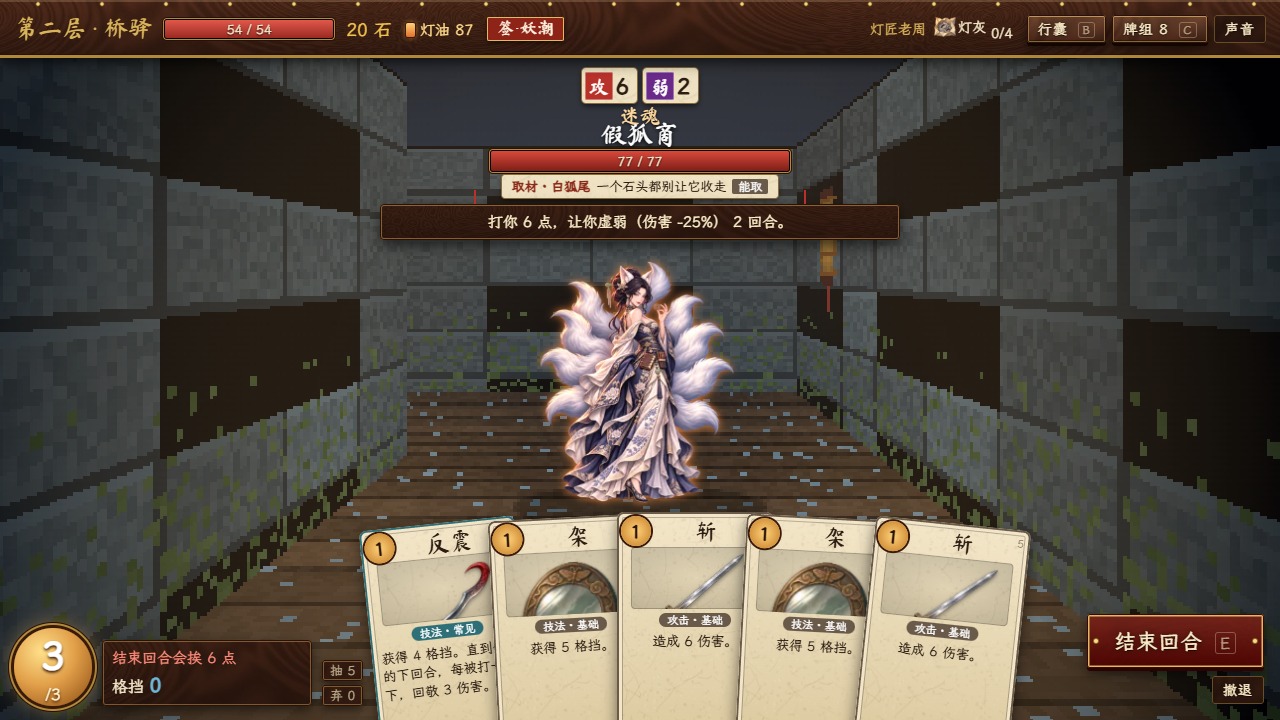 第二层·桥驿
54 / 54
20 石
灯油 87
签·妖潮
灯匠老周
灯灰 0/4
行囊 B
牌组 8 C
声音
攻 6
弱 2
迷魂
假狐商
77 / 77
取材·白狐尾 一个石头都别让它收走 能取
打你 6 点，让你虚弱（伤害 -25%） 2 回合。
1 反震
技法·常见
获得 4 格挡。直到
的下回合，每被打一
下，回敬 3 伤害。
1 架
技法·基础
获得 5 格挡。
1 斩
攻击·基础
造成 6 伤害。
1 架
技法·基础
获得 5 格挡。
1 斩 5
攻击·基础
造成 6 伤害。
3
/3
结束回合会挨 6 点
格挡 0
抽 5
弃 0
结束回合 E
撤退